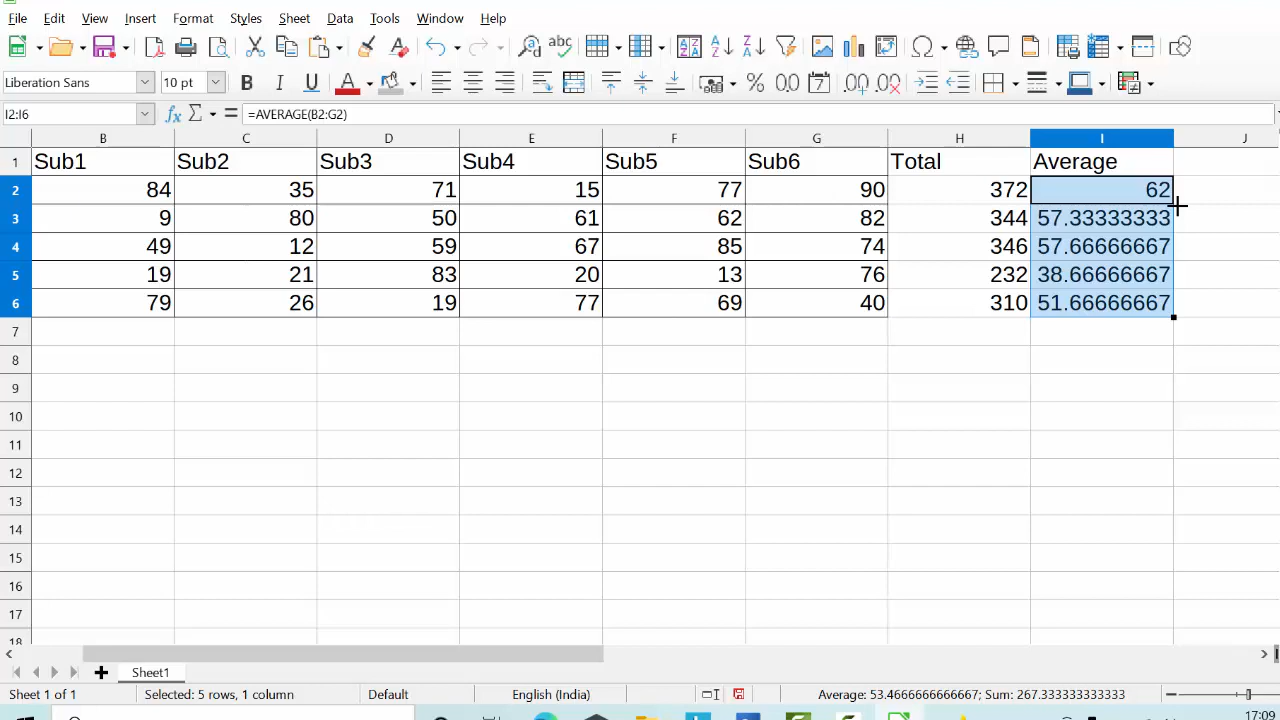 File Edit View Insert Format Styles Sheet Data Tools Window Help
Liberation Sans 10 pt
I2:I6 =AVERAGE(B2:G2)
B C D E F G H I J
1 Sub1 Sub2 Sub3 Sub4 Sub5 Sub6 Total Average
2 84 35 71 15 77 90 372 62
3 9 80 50 61 62 82 344 57.33333333
4 49 12 59 67 85 74 346 57.66666667
5 19 21 83 20 13 76 232 38.66666667
6 79 26 19 77 69 40 310 51.66666667
7
8
9
10
11
12
13
14
15
16
17
18
Sheet1
Sheet 1 of 1 Selected: 5 rows, 1 column Default English (India) Average: 53.4666666666667; Sum: 267.333333333333
17:09